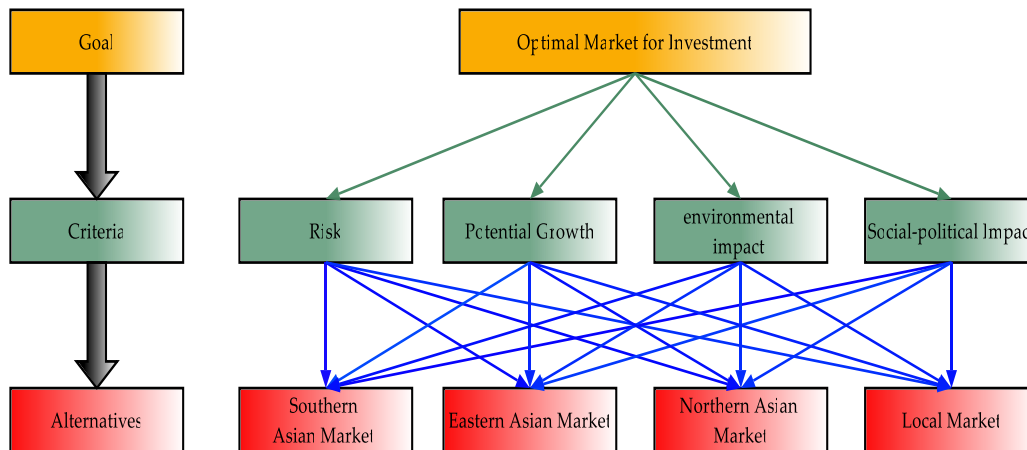 Goal
Optimal Market for Investment
Criteria
Risk
Potential Growth
environmental
impact
Social-political Impac
Alternatives
Southern
Asian Market
Eastern Asian Market
Northern Asian
Market
Local Market